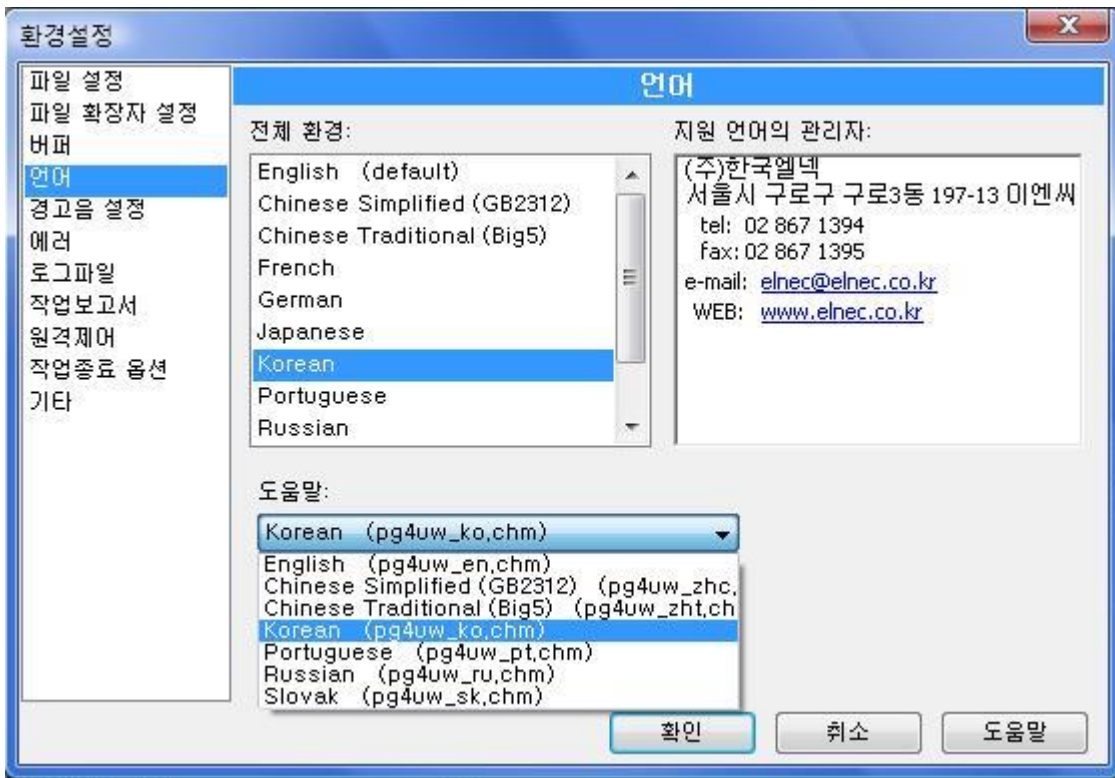 환경설정
파일 설정
파일 확장자 설정
버퍼
언어
경고음 설정
에러
로그파일
작업보고서
원격제어
작업종료 옵션
기타
언어
전체 환경:
English (default)
Chinese Simplified (GB2312)
Chinese Traditional (Big5)
French
German
Japanese
Korean
Portuguese
Russian
지원 언어의 관리자:
(주)한국엘넥
서울시 구로구 구로3동 197-13 이엔씨
tel: 02 867 1394
fax: 02 867 1395
e-mail: elnec@elnec.co.kr
WEB: www.elnec.co.kr
도움말:
Korean (pg4uw_ko,chm)
English (pg4uw_en,chm)
Chinese Simplified (GB2312) (pg4uw_zhc,
Chinese Traditional (Big5) (pg4uw_zht,ch
Korean (pg4uw_ko,chm)
Portuguese (pg4uw_pt,chm)
Russian (pg4uw_ru,chm)
Slovak (pg4uw_sk,chm)
확인
취소
도움말